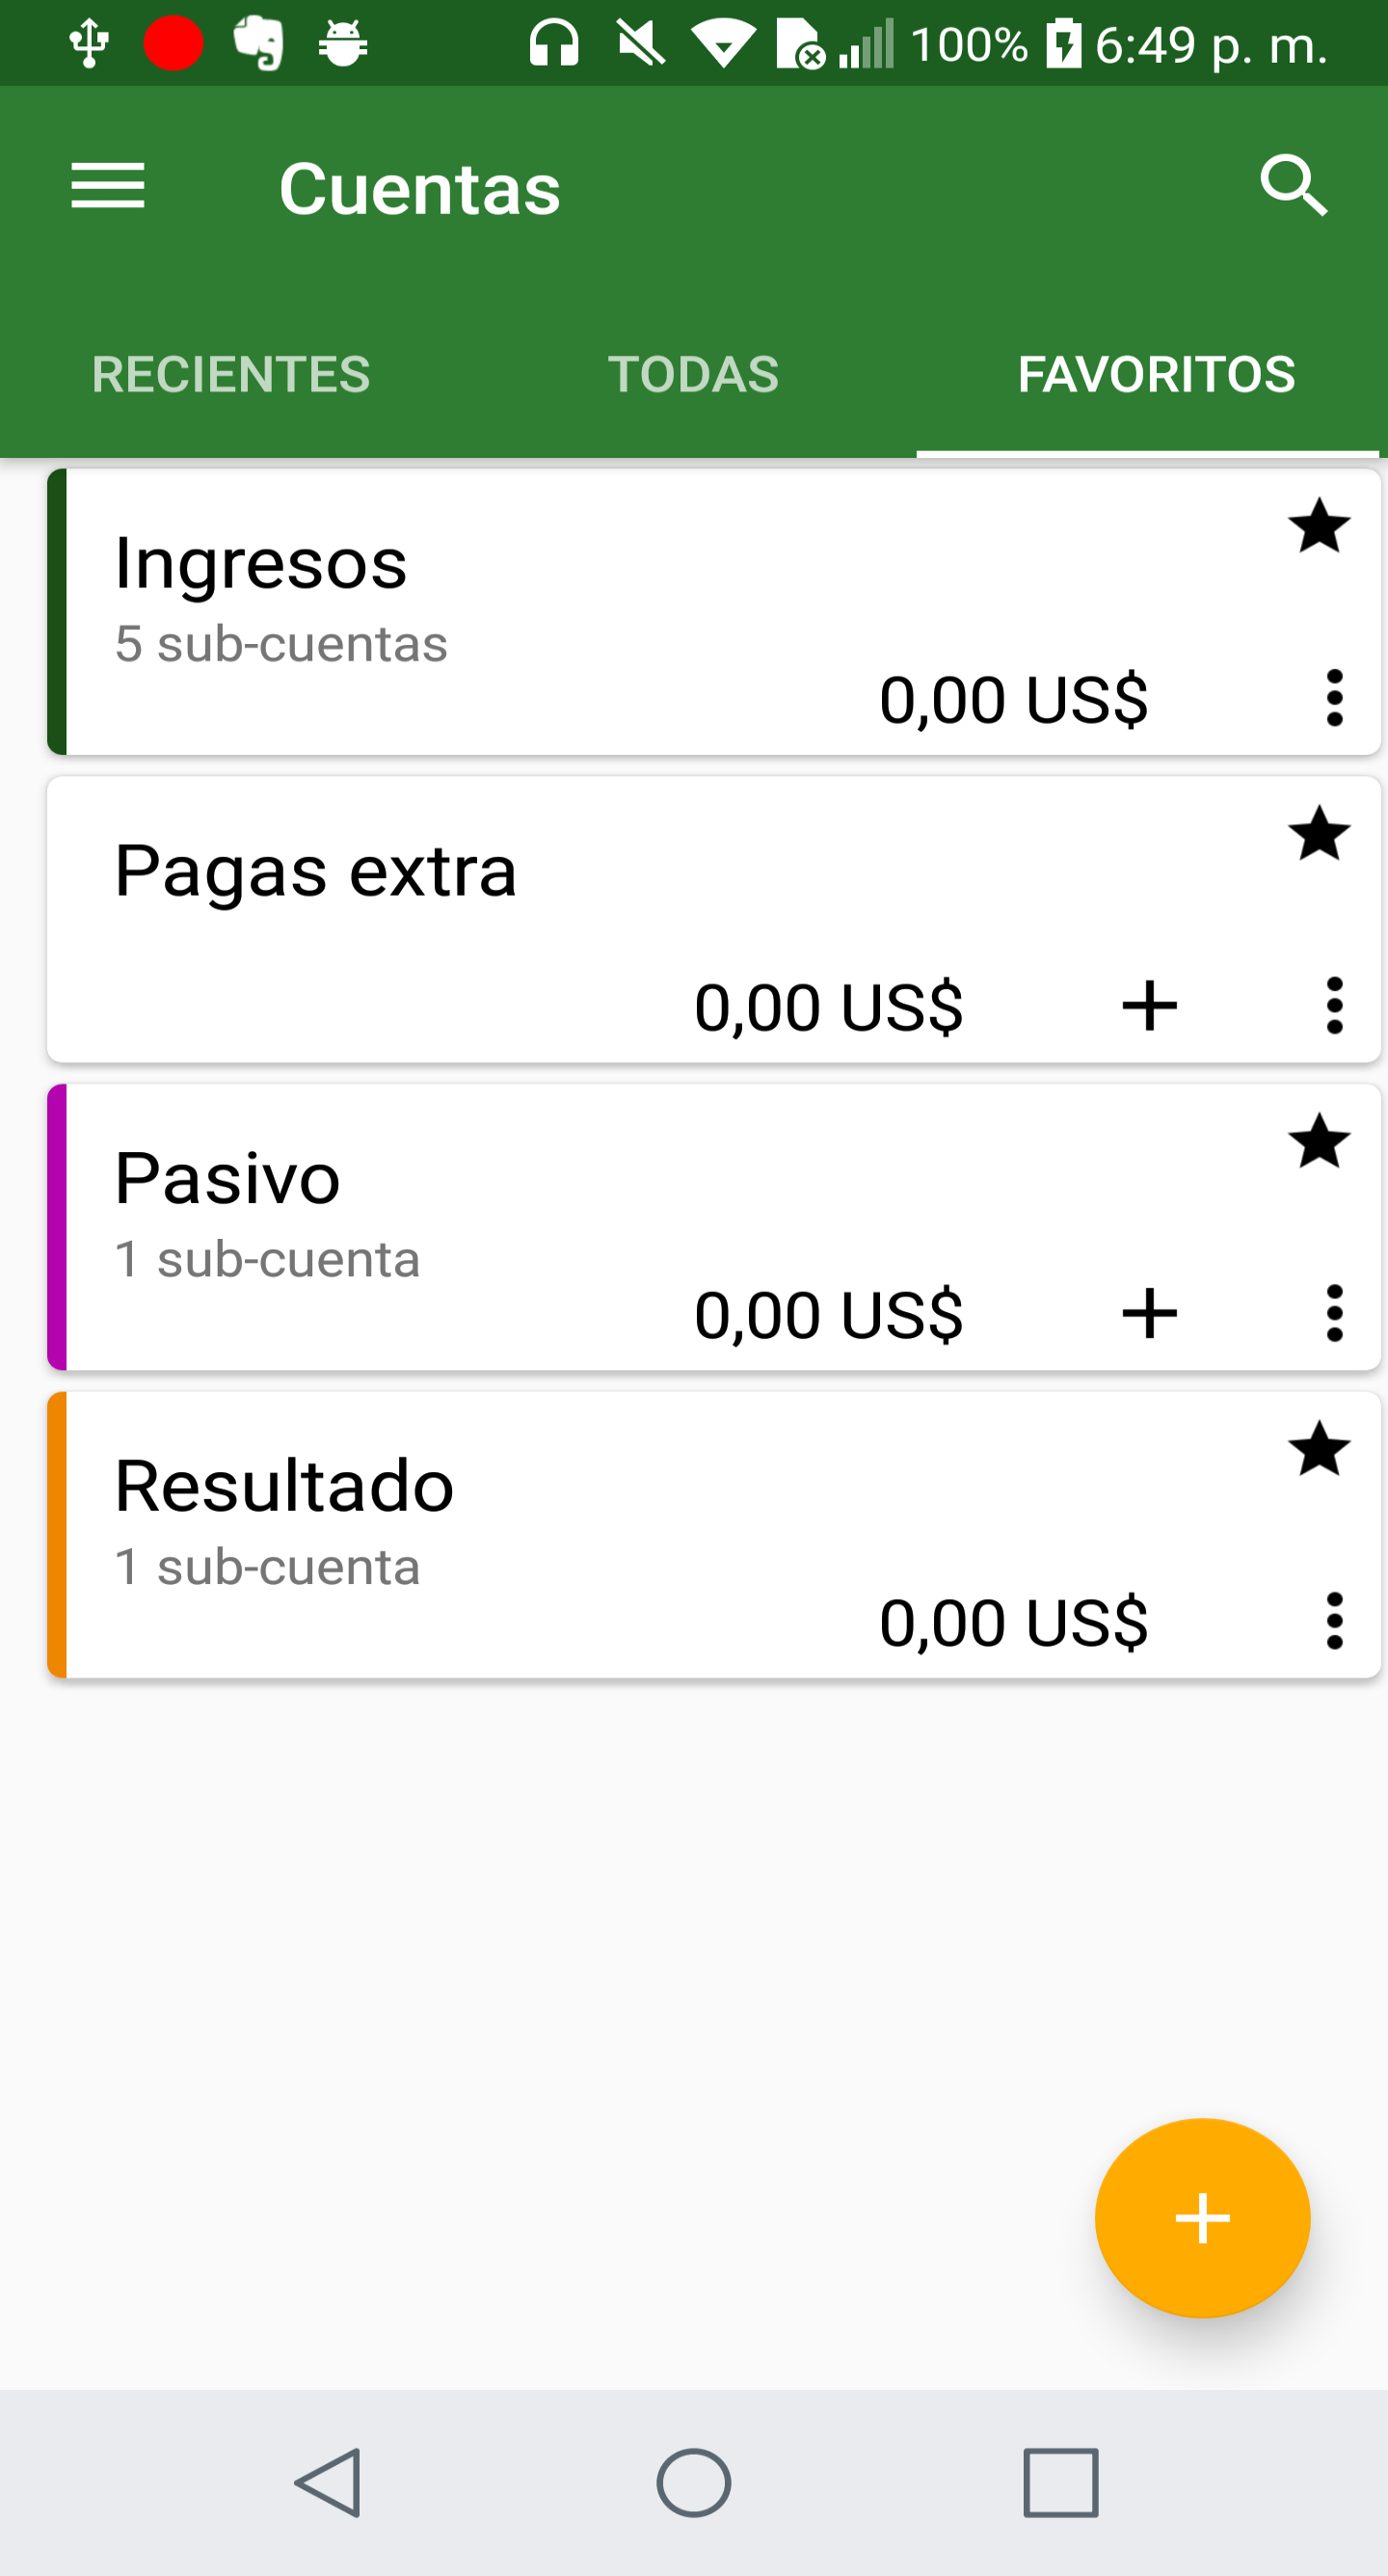 100% 6:49 p. m.
Cuentas
RECIENTES TODAS FAVORITOS
Ingresos
5 sub-cuentas
0,00 US$
Pagas extra
0,00 US$
Pasivo
1 sub-cuenta
0,00 US$
Resultado
1 sub-cuenta
0,00 US$